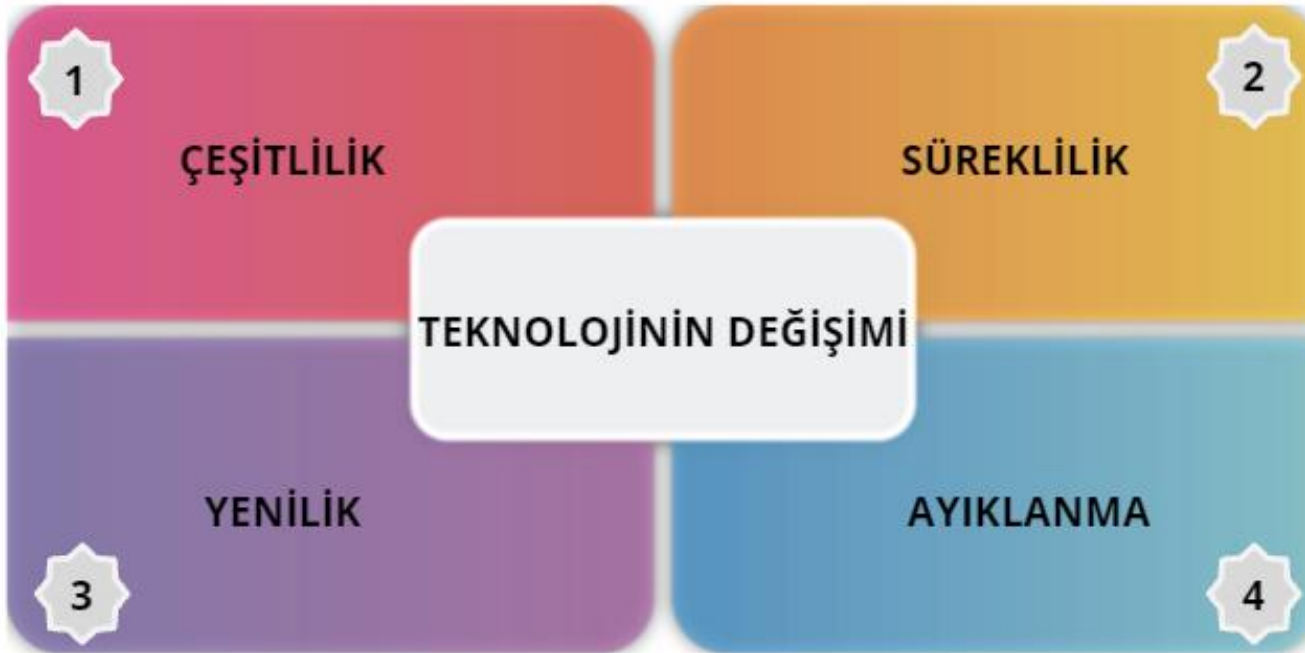 1
ÇEŞİTLİLİK
2
SÜREKLİLİK
TEKNOLOJİNİN DEĞİŞİMİ
YENİLİK
3
AYIKLANMA
4